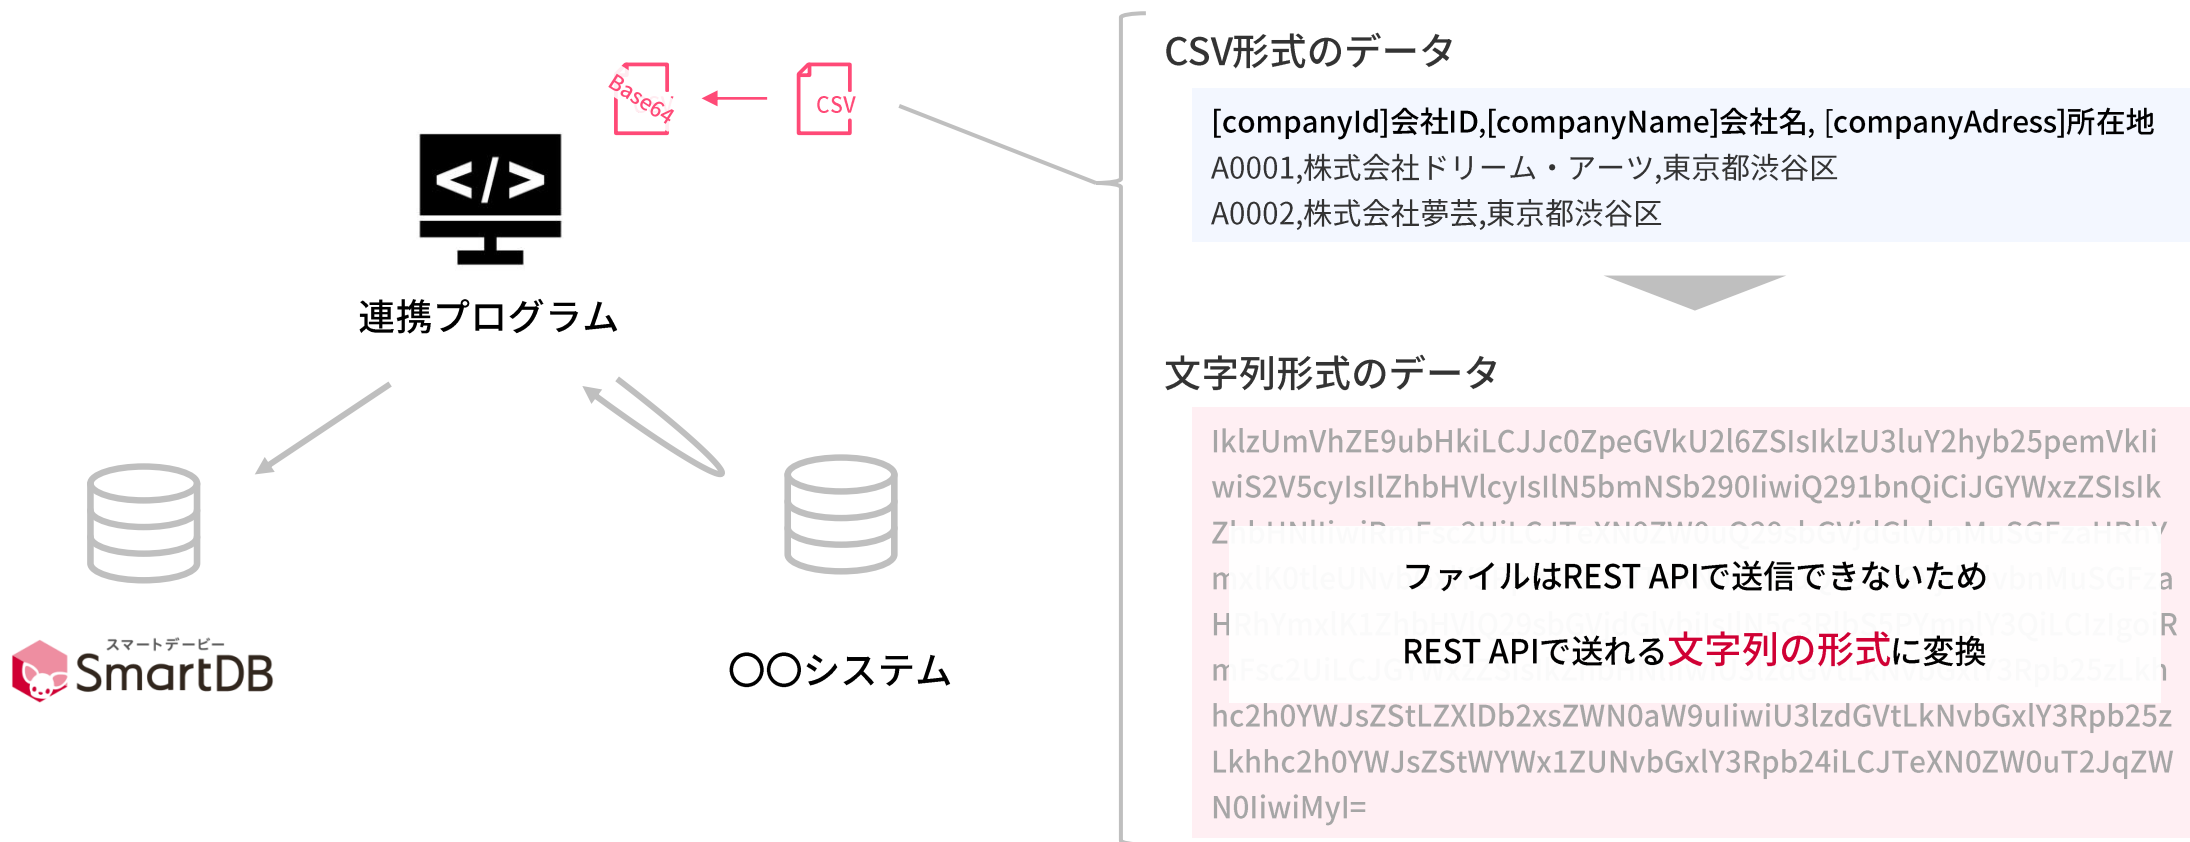 Base64
CSV
連携プログラム
スマートデービー
SmartDB
〇〇システム
CSV形式のデータ
[companyId]会社ID,[companyName]会社名, [companyAdress]所在地
A0001,株式会社ドリーム・アーツ,東京都渋谷区
A0002,株式会社夢芸,東京都渋谷区
文字列形式のデータ
IklzUmVhZE9ubHkiLCJJc0ZpeGVkU2l6ZSIsIklzU3luY2hyb25pemVkIi
wiS2V5cyIsIlZhbHVlcyIsIlN5bmNSb290IiwiQ291bnQiCiJGYWxzZSIsIk
ZhbHNlIiwiRmFsc2UiLCJTeXN0ZW0uQ29sbGVjdGlvbnMuSGFzaHRhY
ファイルはREST APIで送信できないため
REST APIで送れる文字列の形式に変換
hc2h0YWJsZStLZXlDb2xsZWN0aW9uIiwiU3lzdGVtLkNvbGxlY3Rpb25z
Lkhhc2h0YWJsZStWYWx1ZUNvbGxlY3Rpb24iLCJTeXN0ZW0uT2JqZW
N0IiwiMyI=